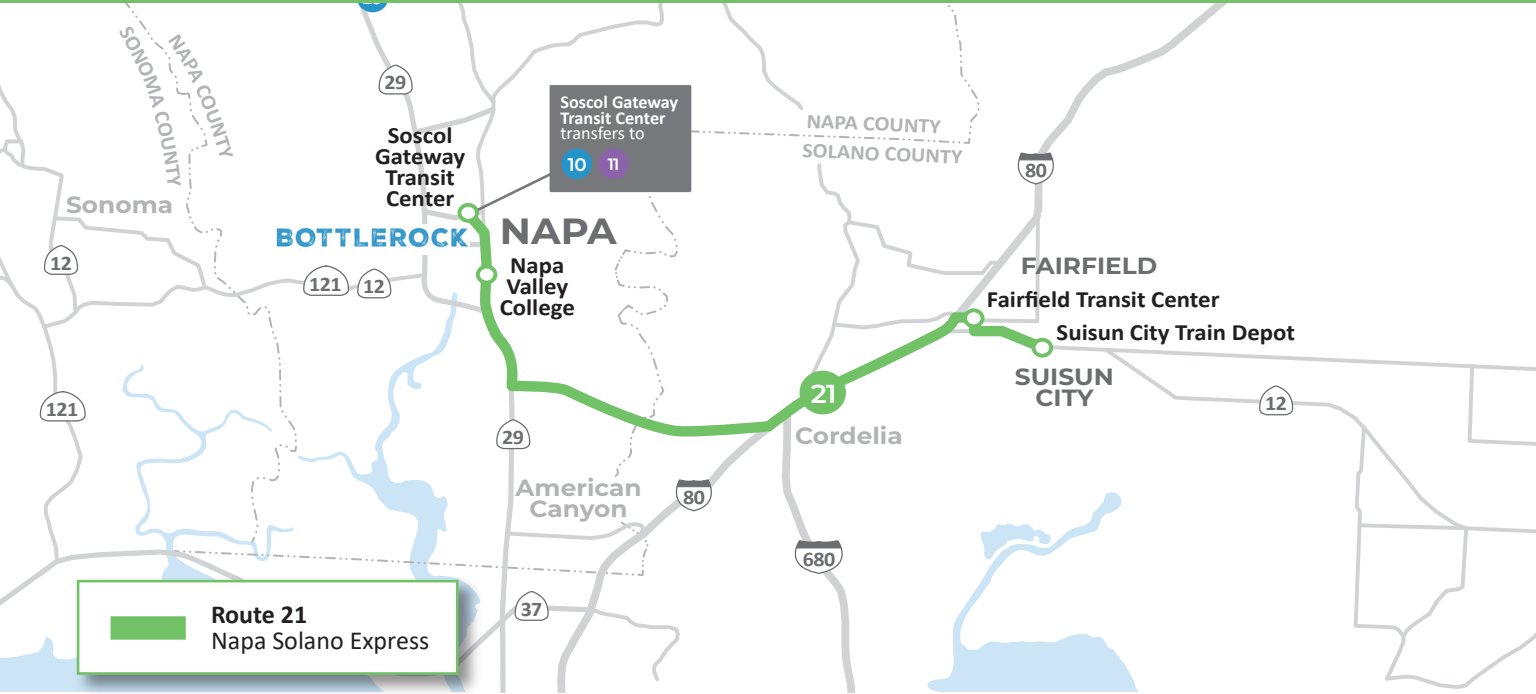 29
NAPA COUNTY
SONOMA COUNTY
Soscol
Gateway
Transit
Center
Soscol Gateway
Transit Center
transfers to
10 11
NAPA COUNTY
SOLANO COUNTY
80
Sonoma
BOTTLEROCK
NAPA
12
121 12
Napa
Valley
College
FAIRFIELD
Fairfield Transit Center
Suisun City Train Depot
SUISUN
CITY
21
12
121
29
Cordelia
American
Canyon
80
680
37
Route 21
Napa Solano Express